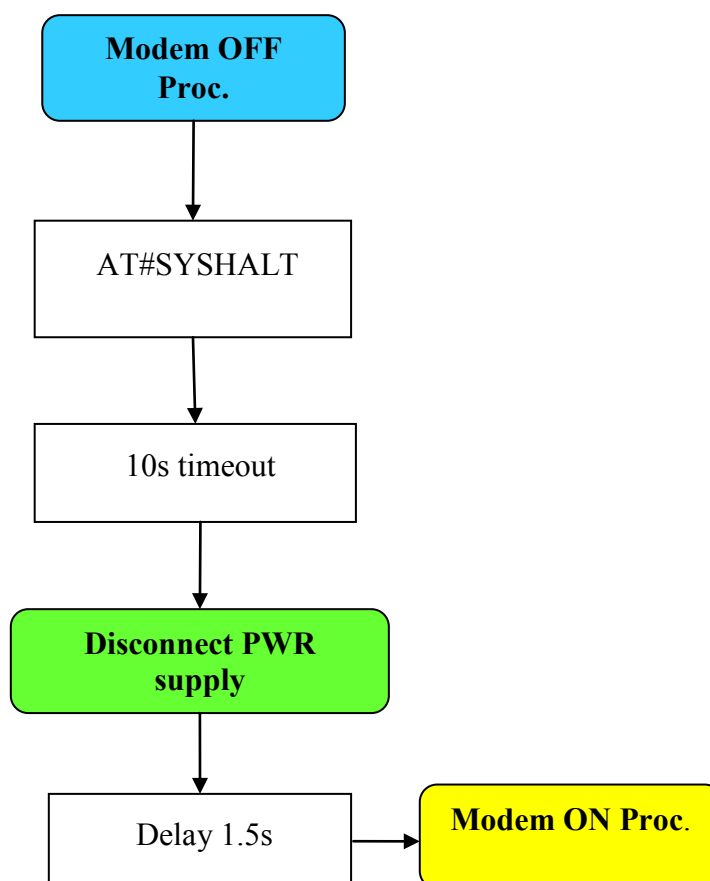 Modem OFF
Proc.
AT#SYSHALT
10s timeout
Disconnect PWR
supply
Delay 1.5s
Modem ON Proc.